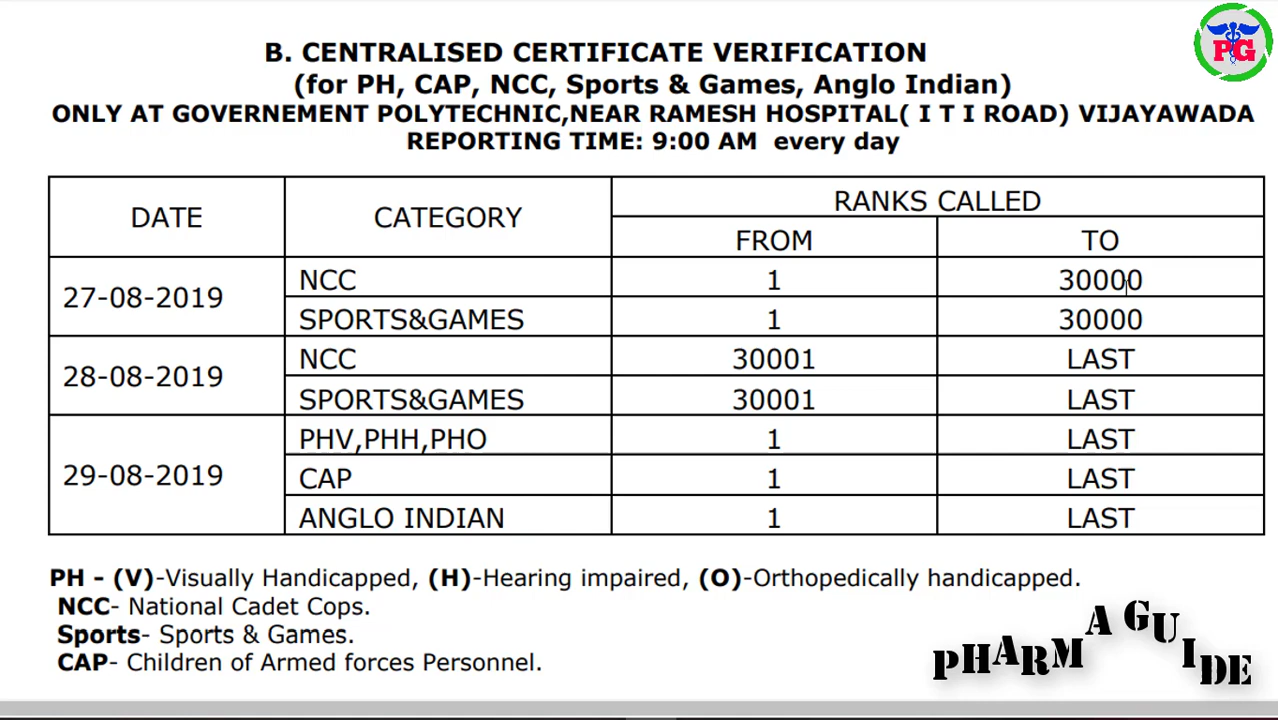 PG
B. CENTRALISED CERTIFICATE VERIFICATION
(for PH, CAP, NCC, Sports & Games, Anglo Indian)
ONLY AT GOVERNEMENT POLYTECHNIC,NEAR RAMESH HOSPITAL( I T I ROAD) VIJAYAWADA
REPORTING TIME: 9:00 AM every day
DATE CATEGORY RANKS CALLED
FROM TO
27-08-2019 NCC 1 30000
SPORTS&GAMES 1 30000
28-08-2019 NCC 30001 LAST
SPORTS&GAMES 30001 LAST
29-08-2019 PHV,PHH,PHO 1 LAST
CAP 1 LAST
ANGLO INDIAN 1 LAST
PH - (V)-Visually Handicapped, (H)-Hearing impaired, (O)-Orthopedically handicapped.
NCC- National Cadet Cops.
Sports- Sports & Games.
CAP- Children of Armed forces Personnel.
PHARMA GUIDE